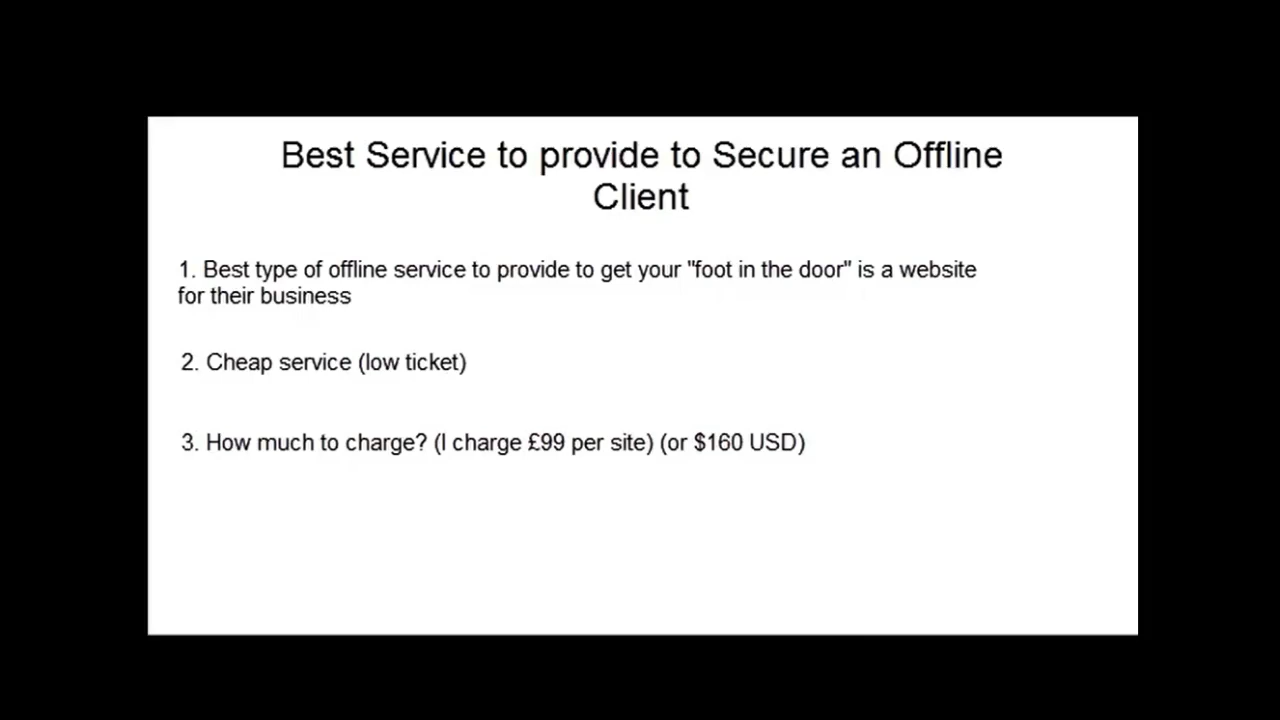 Best Service to provide to Secure an Offline
Client
1. Best type of offline service to provide to get your "foot in the door" is a website
for their business
2. Cheap service (low ticket)
3. How much to charge? (I charge £99 per site) (or $160 USD)